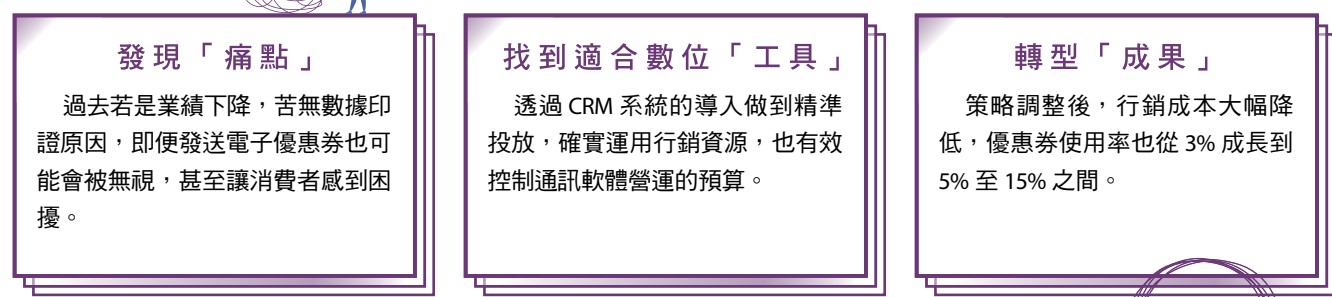 發現「痛點」
過去若是業績下降，苦無數據印
證原因，即便發送電子優惠券也可
能會被無視，甚至讓消費者感到困
擾。
找到適合數位「工具」
透過 CRM 系統的導入做到精準
投放，確實運用行銷資源，也有效
控制通訊軟體營運的預算。
轉型「成果」
策略調整後，行銷成本大幅降
低，優惠券使用率也從 3% 成長到
5% 至 15% 之間。